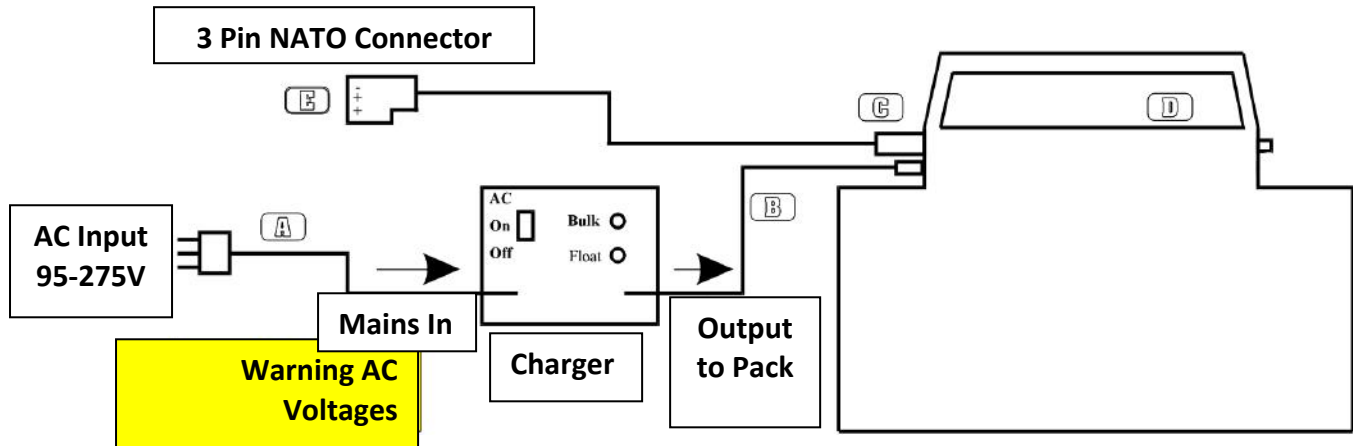 3 Pin NATO Connector
E
-
+
+
C
D
AC Input
95-275V
A
AC
On
Off
Bulk
Float
B
Mains In
Charger
Output
to Pack
Warning AC
Voltages